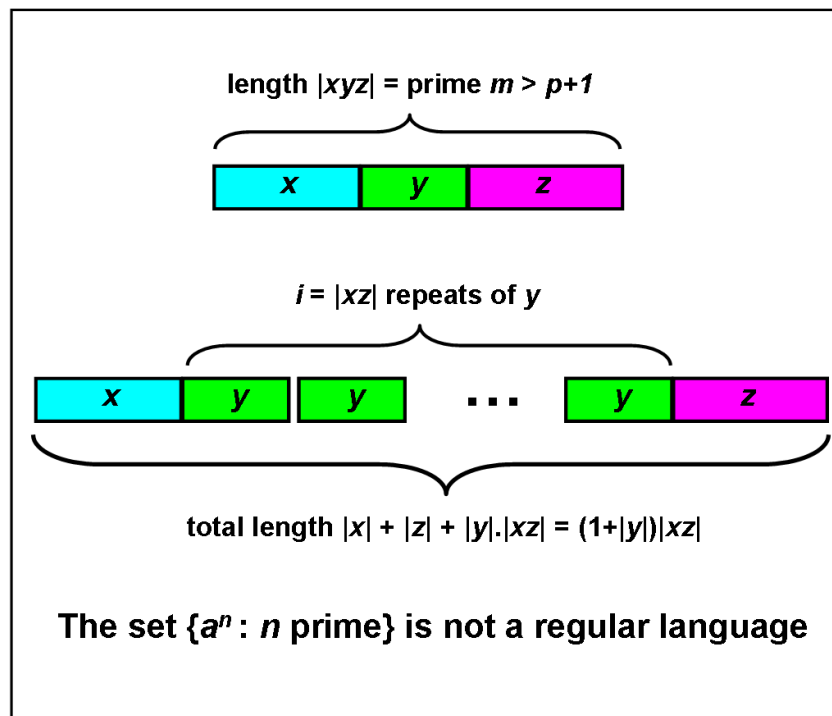 length |xyz| = prime m > p+1
x y z
i = |xz| repeats of y
x y y ... y z
total length |x| + |z| + |y|.|xz| = (1+|y|)|xz|
The set {aⁿ : n prime} is not a regular language